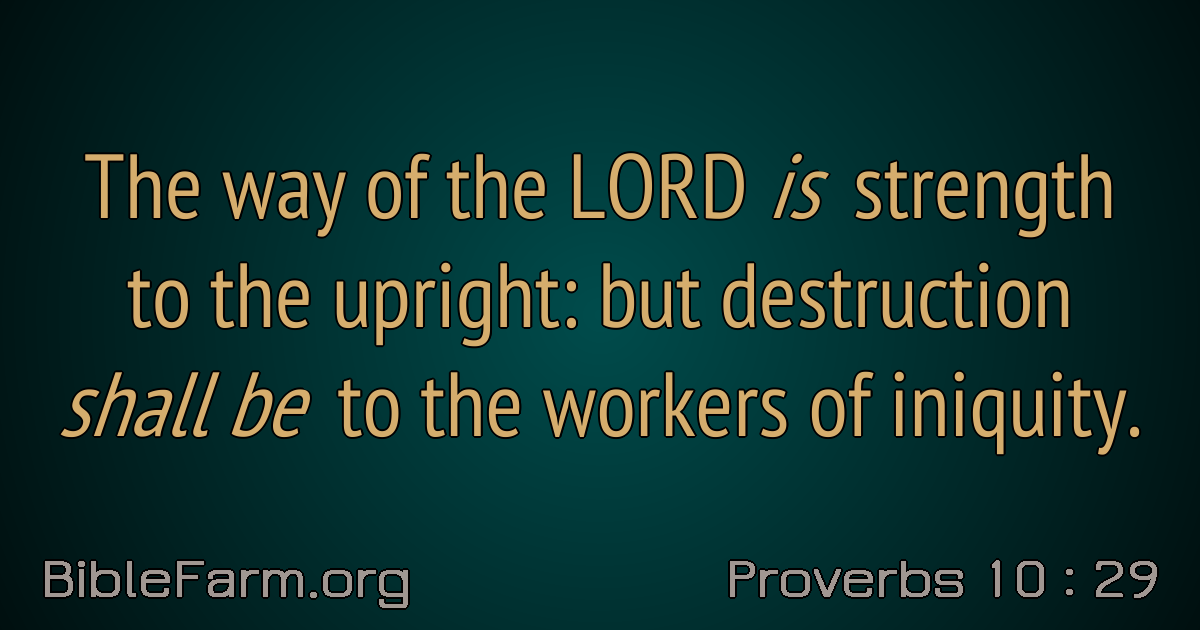 The way of the LORD is strength
to the upright: but destruction
shall be to the workers of iniquity.
BibleFarm.org
Proverbs 10 : 29